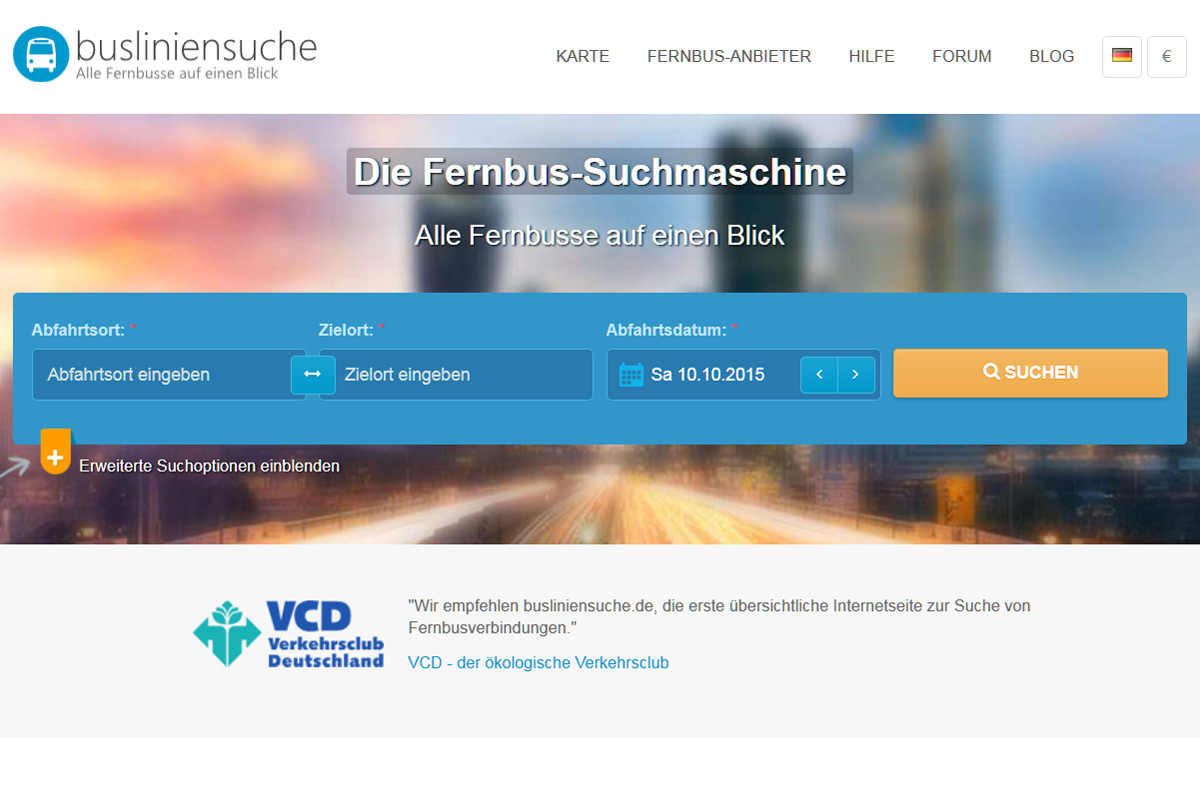 busliniensuche
Alle Fernbusse auf einen Blick
KARTE FERNBUS-ANBIETER HILFE FORUM BLOG €
Die Fernbus-Suchmaschine
Alle Fernbusse auf einen Blick
Abfahrtsort: * Zielort: * Abfahrtsdatum: *
Abfahrtsort eingeben Zielort eingeben Sa 10.10.2015 SUCHEN
Erweiterte Suchoptionen einblenden
VCD
Verkehrsclub
Deutschland
"Wir empfehlen busliniensuche.de, die erste übersichtliche Internetseite zur Suche von
Fernbusverbindungen."
VCD - der ökologische Verkehrsclub